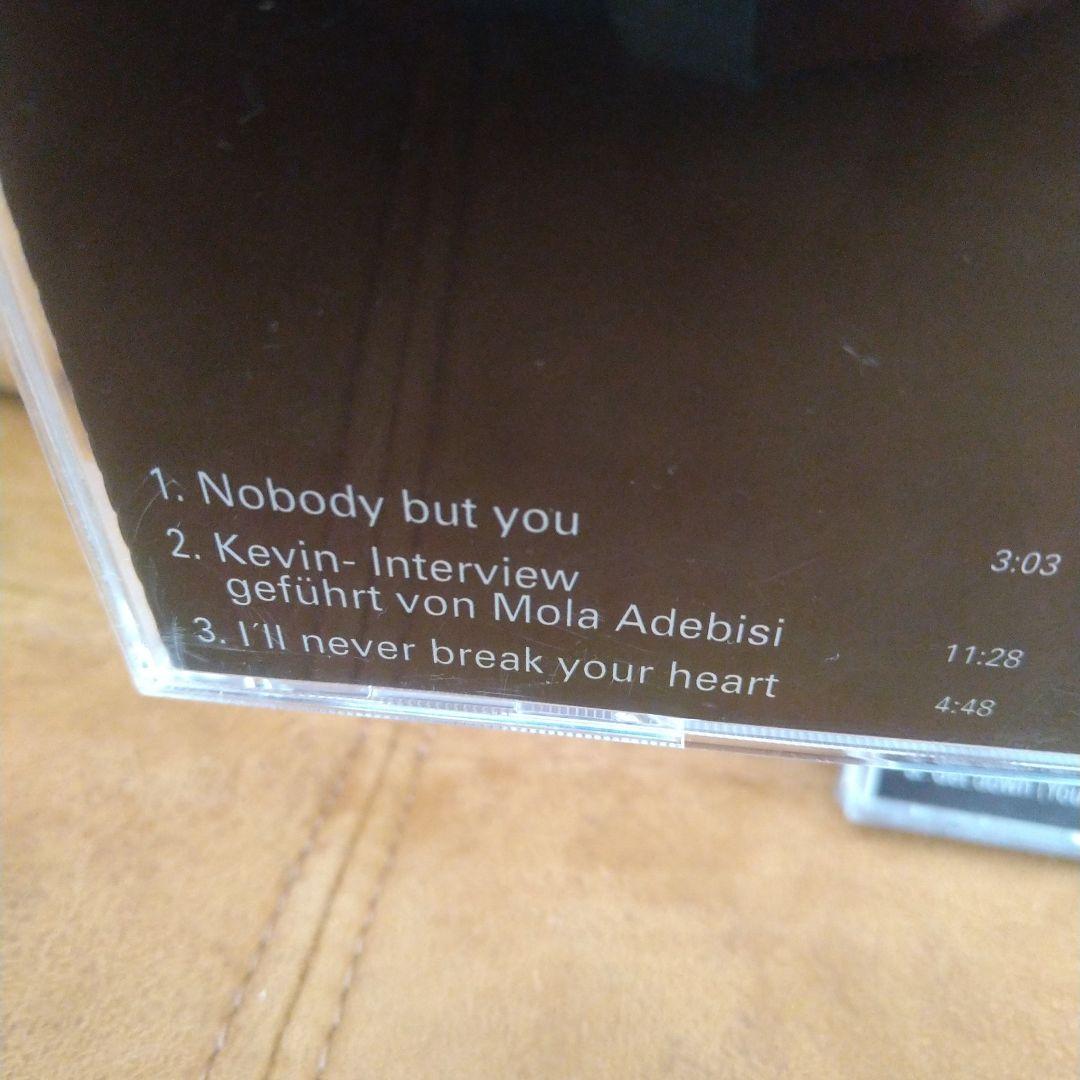 1. Nobody but you 3:03
2. Kevin- Interview
geführt von Mola Adebisi 11:28
3. I´ll never break your heart 4:48